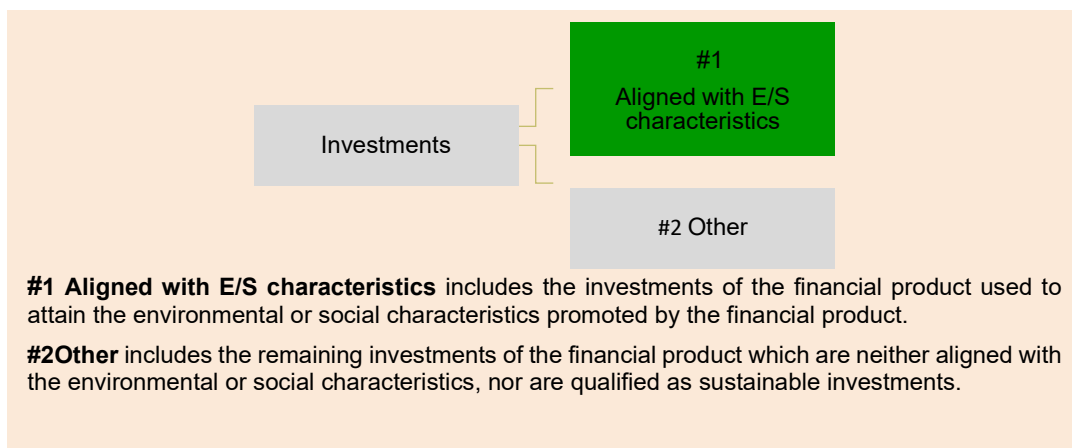 #1
Aligned with E/S
characteristics
Investments
#2 Other
#1 Aligned with E/S characteristics includes the investments of the financial product used to
attain the environmental or social characteristics promoted by the financial product.
#2Other includes the remaining investments of the financial product which are neither aligned with
the environmental or social characteristics, nor are qualified as sustainable investments.